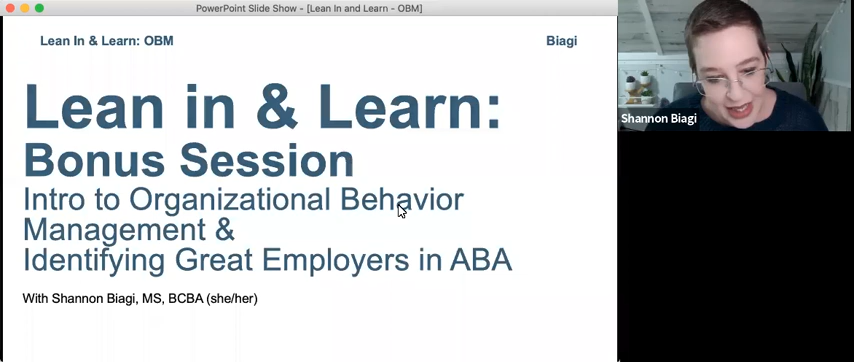 PowerPoint Slide Show - [Lean In and Learn - OBM]
Lean In & Learn: OBM
Biagi
Lean in & Learn:
Bonus Session
Intro to Organizational Behavior
Management &
Identifying Great Employers in ABA
With Shannon Biagi, MS, BCBA (she/her)
Shannon Biagi